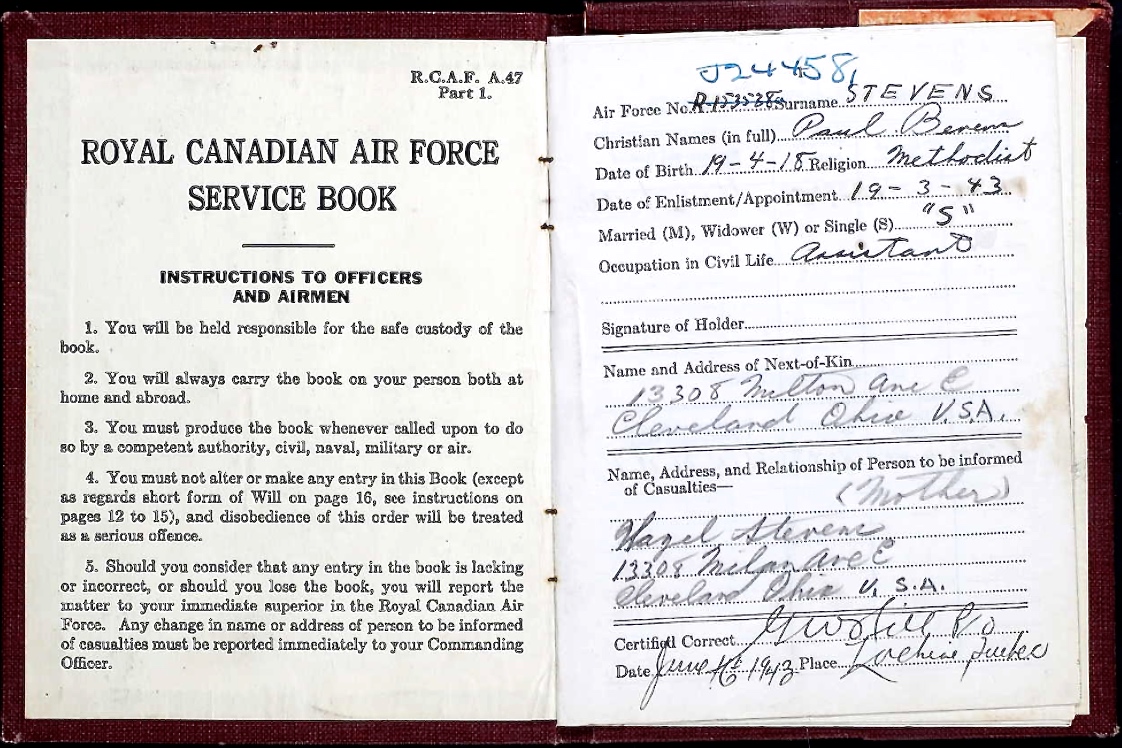 R.C.A.F. A.47
Part 1.
ROYAL CANADIAN AIR FORCE
SERVICE BOOK
INSTRUCTIONS TO OFFICERS
AND AIRMEN
1. You will be held responsible for the safe custody of the
book.
2. You will always carry the book on your person both at
home and abroad.
3. You must produce the book whenever called upon to do
so by a competent authority, civil, naval, military or air.
4. You must not alter or make any entry in this Book (except
as regards short form of Will on page 16, see instructions on
pages 12 to 15), and disobedience of this order will be treated
as a serious offence.
5. Should you consider that any entry in the book is lacking
or incorrect, or should you lose the book, you will report the
matter to your immediate superior in the Royal Canadian Air
Force. Any change in name or address of person to be informed
of casualties must be reported immediately to your Commanding
Officer.
J24458
Air Force No. Surname STEVENS
Christian Names (in full) Paul
Date of Birth 19-4-18 Religion Methodist
Date of Enlistment/Appointment 19-3-43
Married (M), Widower (W) or Single (S) "S"
Occupation in Civil Life Assistant
Signature of Holder
Name and Address of Next-of-Kin
13308 Ave E
Cleveland Ohio U.S.A.
Name, Address, and Relationship of Person to be informed
of Casualties—
(Mother)
Hazel Stevens
13308 Ave E
Cleveland Ohio U.S.A.
Certified Correct
Date June 1943 Place Lachine, Quebec